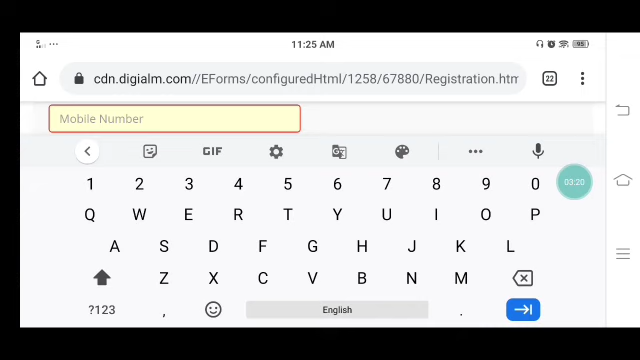 11:25 AM
95
cdn.digialm.com//EForms/configuredHtml/1258/67880/Registration.htm
22
Mobile Number
GIF
03:20
1 2 3 4 5 6 7 8 9 0
Q W E R T Y U I O P
A S D F G H J K L
Z X C V B N M
?123 , English .